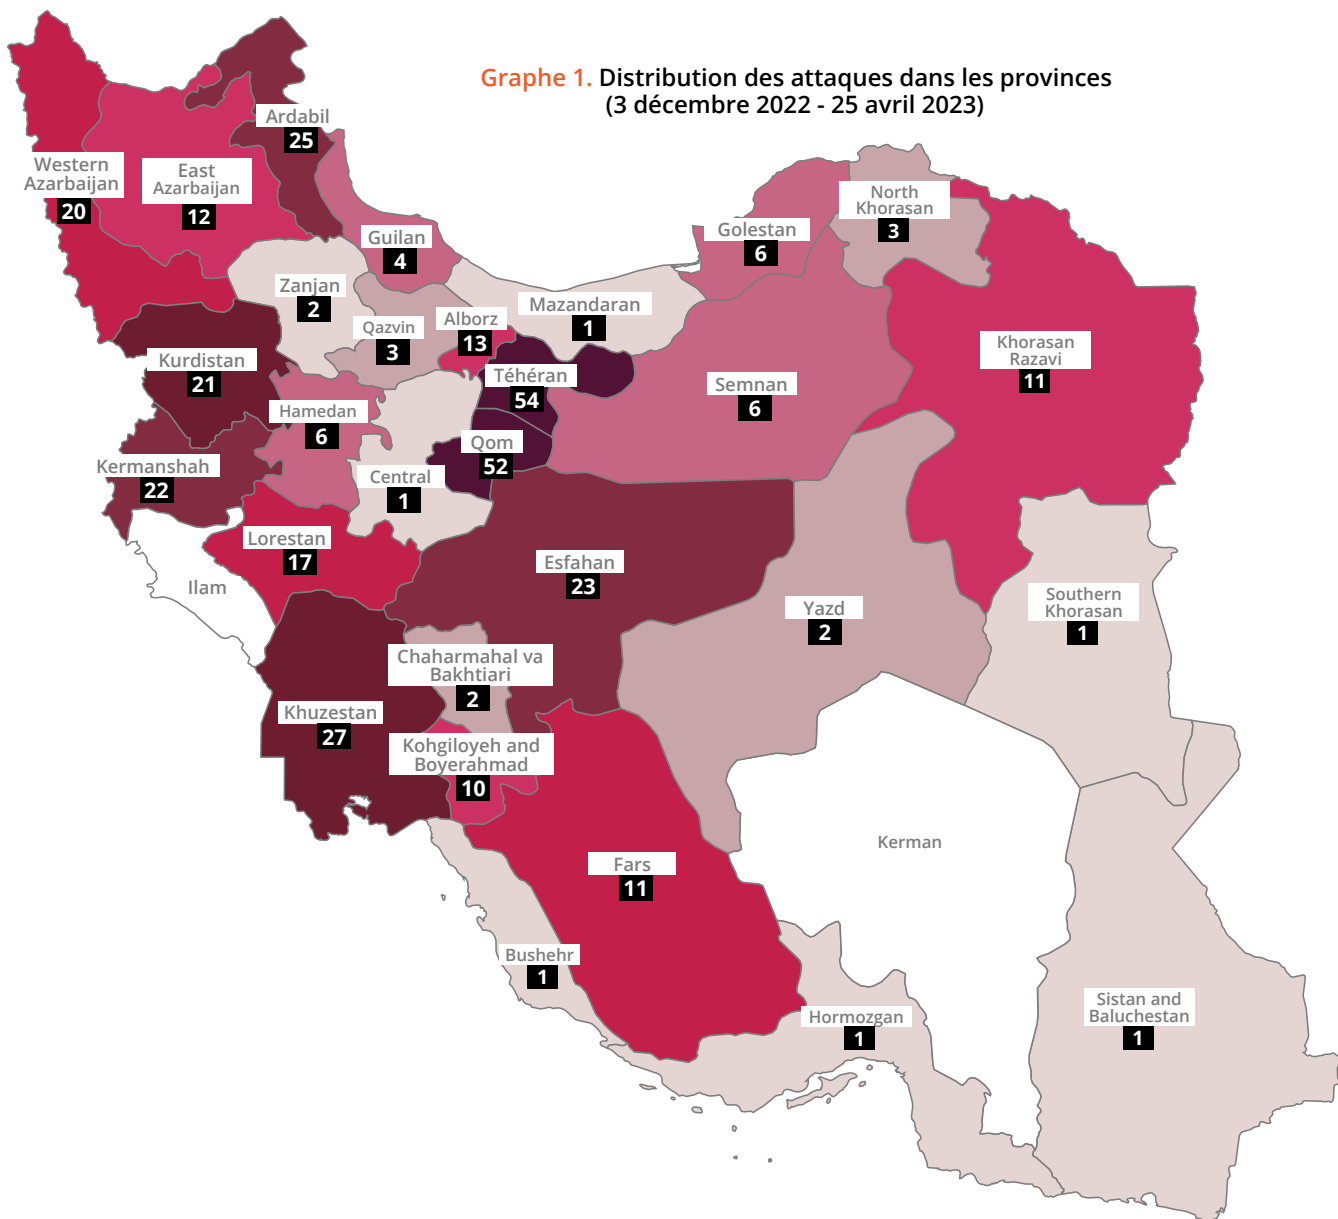 Graphe 1. Distribution des attaques dans les provinces
(3 décembre 2022 - 25 avril 2023)
Ardabil
25
Western
Azarbaijan
20
East
Azarbaijan
12
Guilan
4
Golestan
6
North
Khorasan
3
Zanjan
2
Qazvin
3
Alborz
13
Mazandaran
1
Khorasan
Razavi
11
Kurdistan
21
Téhéran
54
Semnan
6
Hamedan
6
Qom
52
Kermanshah
22
Central
1
Lorestan
17
Ilam
Esfahan
23
Yazd
2
Southern
Khorasan
1
Chaharmahal va
Bakhtiari
2
Khuzestan
27
Kohgiloyeh and
Boyerahmad
10
Kerman
Fars
11
Bushehr
1
Hormozgan
1
Sistan and
Baluchestan
1